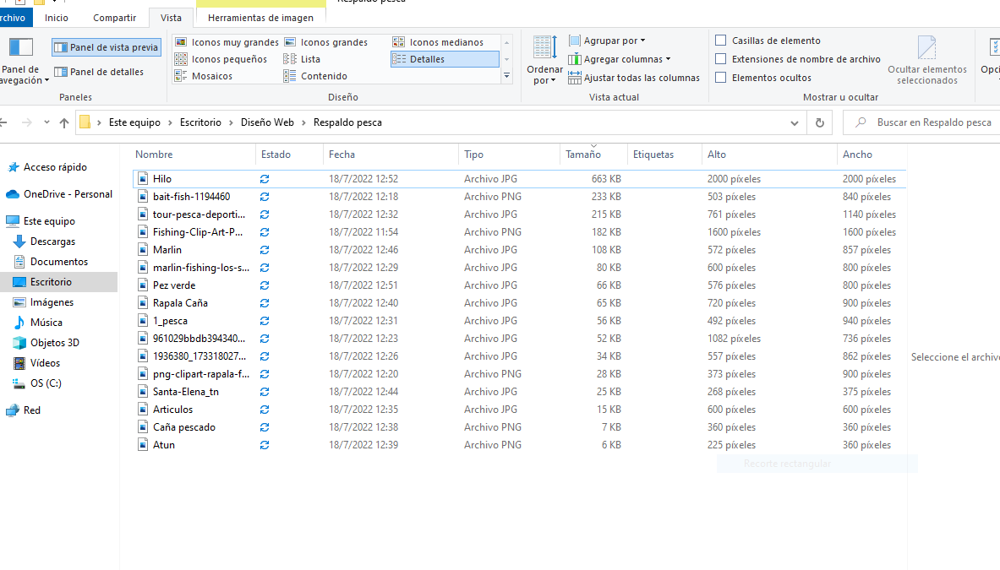 Respaldo pesca
rchivo Inicio Compartir Vista Herramientas de imagen
Panel de
avegación
Panel de vista previa
Panel de detalles
Paneles
Iconos muy grandes Iconos grandes Iconos medianos
Iconos pequeños Lista Detalles
Mosaicos Contenido
Diseño
Ordenar
por
Agrupar por
Agregar columnas
Ajustar todas las columnas
Vista actual
Casillas de elemento
Extensiones de nombre de archivo
Elementos ocultos
Ocultar elementos
seleccionados
Mostrar u ocultar
Opci
Este equipo › Escritorio › Diseño Web › Respaldo pesca
Buscar en Respaldo pesca
Acceso rápido
OneDrive - Personal
Este equipo
Descargas
Documentos
Escritorio
Imágenes
Música
Objetos 3D
Vídeos
OS (C:)
Red
Nombre Estado Fecha Tipo Tamaño Etiquetas Alto Ancho
Hilo 18/7/2022 12:52 Archivo JPG 663 KB 2000 píxeles 2000 píxeles
bait-fish-1194460 18/7/2022 12:18 Archivo PNG 233 KB 503 píxeles 840 píxeles
tour-pesca-deporti... 18/7/2022 12:32 Archivo JPG 215 KB 761 píxeles 1140 píxeles
Fishing-Clip-Art-P... 18/7/2022 11:54 Archivo PNG 182 KB 1600 píxeles 1600 píxeles
Marlin 18/7/2022 12:46 Archivo JPG 108 KB 572 píxeles 857 píxeles
marlin-fishing-los-s... 18/7/2022 12:29 Archivo JPG 80 KB 600 píxeles 800 píxeles
Pez verde 18/7/2022 12:51 Archivo JPG 66 KB 576 píxeles 800 píxeles
Rapala Caña 18/7/2022 12:40 Archivo JPG 65 KB 720 píxeles 900 píxeles
1_pesca 18/7/2022 12:31 Archivo JPG 56 KB 492 píxeles 940 píxeles
961029bbdb394340... 18/7/2022 12:23 Archivo JPG 52 KB 1082 píxeles 736 píxeles
1936380_173318027... 18/7/2022 12:26 Archivo JPG 34 KB 557 píxeles 862 píxeles
png-clipart-rapala-f... 18/7/2022 12:20 Archivo PNG 28 KB 373 píxeles 900 píxeles
Santa-Elena_tn 18/7/2022 12:44 Archivo JPG 25 KB 268 píxeles 375 píxeles
Articulos 18/7/2022 12:35 Archivo JPG 15 KB 600 píxeles 600 píxeles
Caña pescado 18/7/2022 12:38 Archivo PNG 7 KB 360 píxeles 360 píxeles
Atun 18/7/2022 12:39 Archivo PNG 6 KB 225 píxeles 360 píxeles
Seleccione el archivo
Recorte rectangular